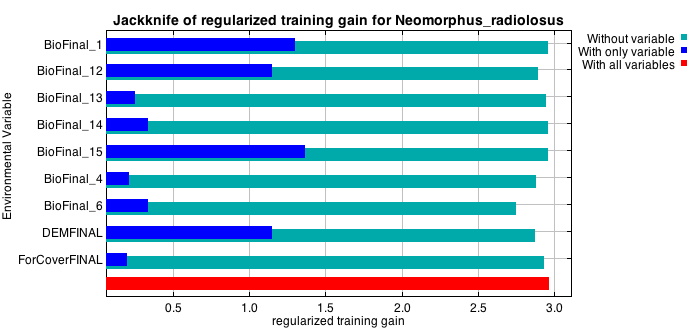 Jackknife of regularized training gain for Neomorphus_radiolosus
Without variable
With only variable
With all variables
Environmental Variable
BioFinal_1
BioFinal_12
BioFinal_13
BioFinal_14
BioFinal_15
BioFinal_4
BioFinal_6
DEMFINAL
ForCoverFINAL
0.5 1.0 1.5 2.0 2.5 3.0
regularized training gain